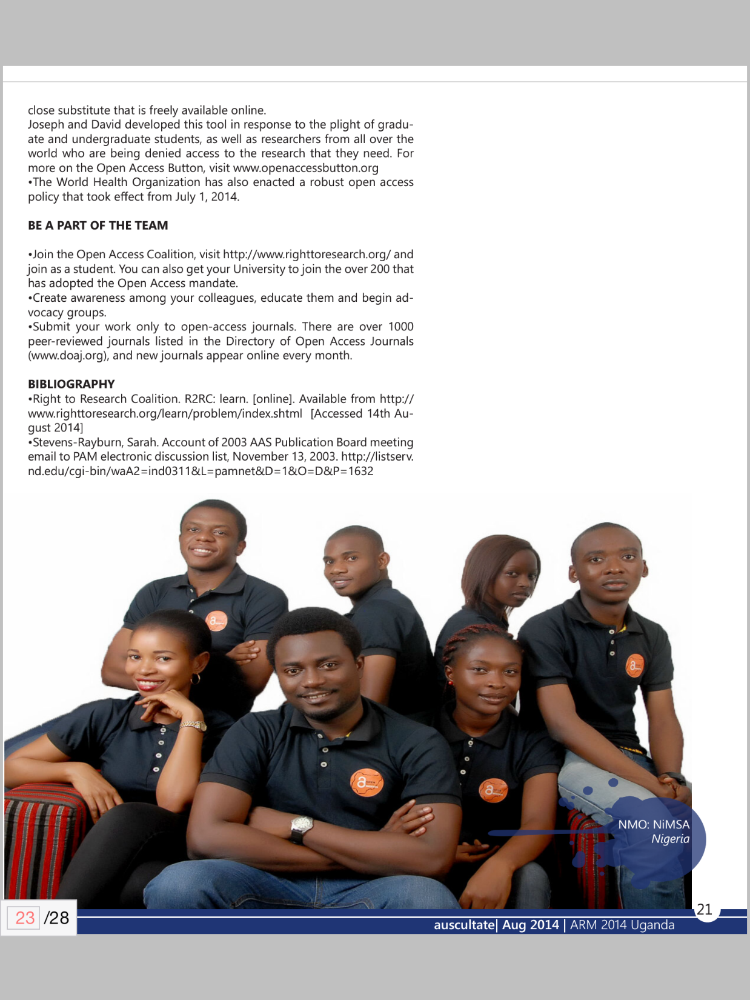 close substitute that is freely available online.
Joseph and David developed this tool in response to the plight of gradu-
ate and undergraduate students, as well as researchers from all over the
world who are being denied access to the research that they need. For
more on the Open Access Button, visit www.openaccessbutton.org
•The World Health Organization has also enacted a robust open access
policy that took effect from July 1, 2014.
BE A PART OF THE TEAM
•Join the Open Access Coalition, visit http://www.righttoresearch.org/ and
join as a student. You can also get your University to join the over 200 that
has adopted the Open Access mandate.
•Create awareness among your colleagues, educate them and begin ad-
vocacy groups.
•Submit your work only to open-access journals. There are over 1000
peer-reviewed journals listed in the Directory of Open Access Journals
(www.doaj.org), and new journals appear online every month.
BIBLIOGRAPHY
•Right to Research Coalition. R2RC: learn. [online]. Available from http://
www.righttoresearch.org/learn/problem/index.shtml [Accessed 14th Au-
gust 2014]
•Stevens-Rayburn, Sarah. Account of 2003 AAS Publication Board meeting
email to PAM electronic discussion list, November 13, 2003. http://listserv.
nd.edu/cgi-bin/waA2=ind0311&L=pamnet&D=1&O=D&P=1632
a
a
a
a
NMO: NiMSA
Nigeria
21
23 /28
auscultate| Aug 2014 | ARM 2014 Uganda